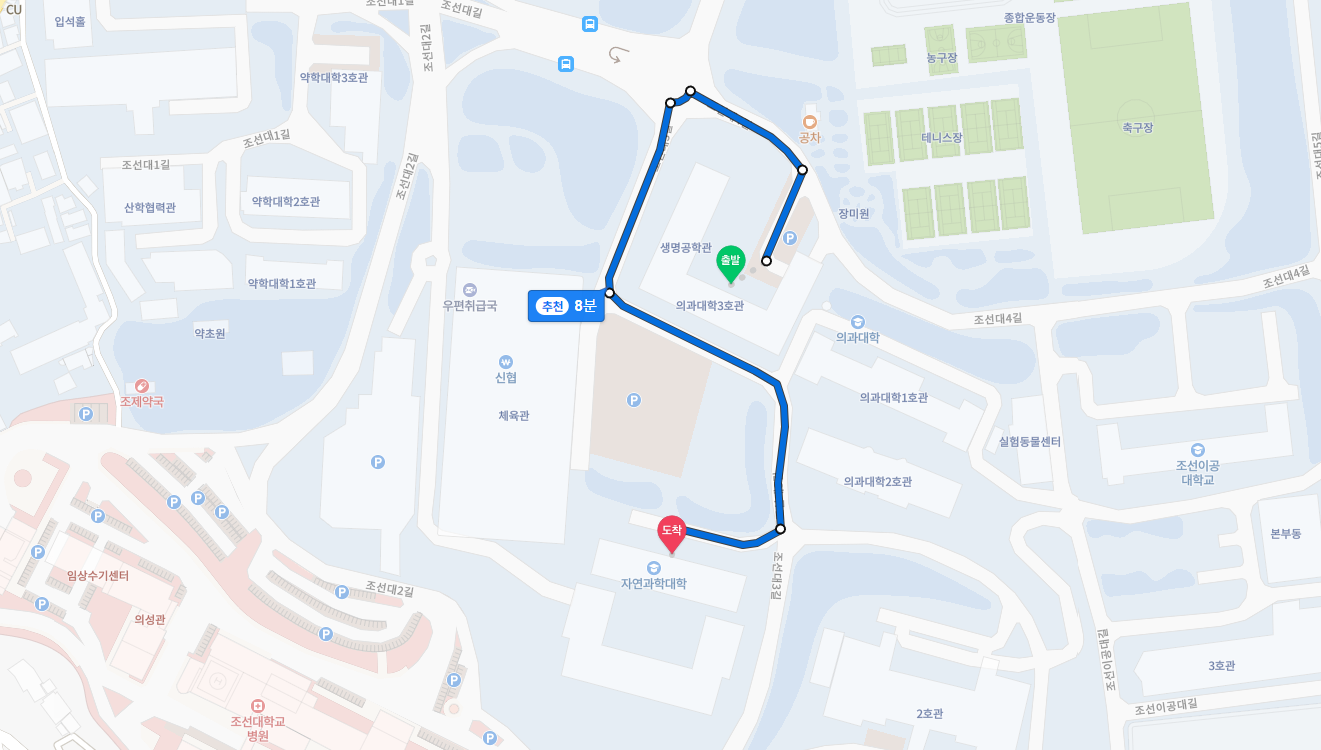 CU
입석홀
조선대1길
조선대길
조선대2길
종합운동장
농구장
약학대학3호관
공차
테니스장
축구장
조선대5길
조선대1길
조선대1길
조선대2길
산학협력관
약학대학2호관
장미원
P
생명공학관
출발
약학대학1호관
우편취급국
의과대학3호관
추천 8분
조선대4길
조선대4길
약초원
의과대학
신협
조제약국
P
P
의과대학1호관
체육관
실험동물센터
P
조선이공
대학교
의과대학2호관
P
P
P
P
도착
본부동
P
임상수기센터
자연과학대학
조선대3길
조선대2길
P
P
의성관
P
조선이공대길
3호관
P
조선대학교
병원
조선이공대길
2호관
P